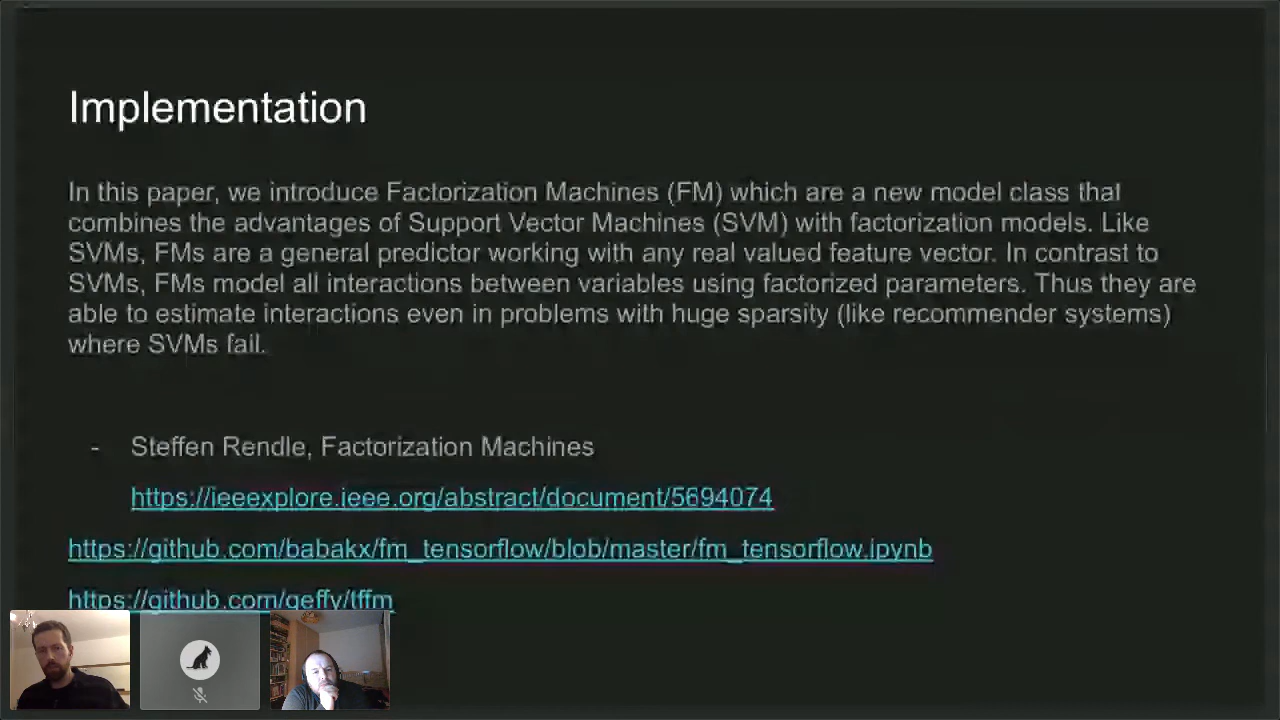 Implementation
In this paper, we introduce Factorization Machines (FM) which are a new model class that
combines the advantages of Support Vector Machines (SVM) with factorization models. Like
SVMs, FMs are a general predictor working with any real valued feature vector. In contrast to
SVMs, FMs model all interactions between variables using factorized parameters. Thus they are
able to estimate interactions even in problems with huge sparsity (like recommender systems)
where SVMs fail.
- Steffen Rendle, Factorization Machines
https://ieeexplore.ieee.org/abstract/document/5694074
https://github.com/babakx/fm_tensorflow/blob/master/fm_tensorflow.ipynb
https://github.com/geffy/tffm